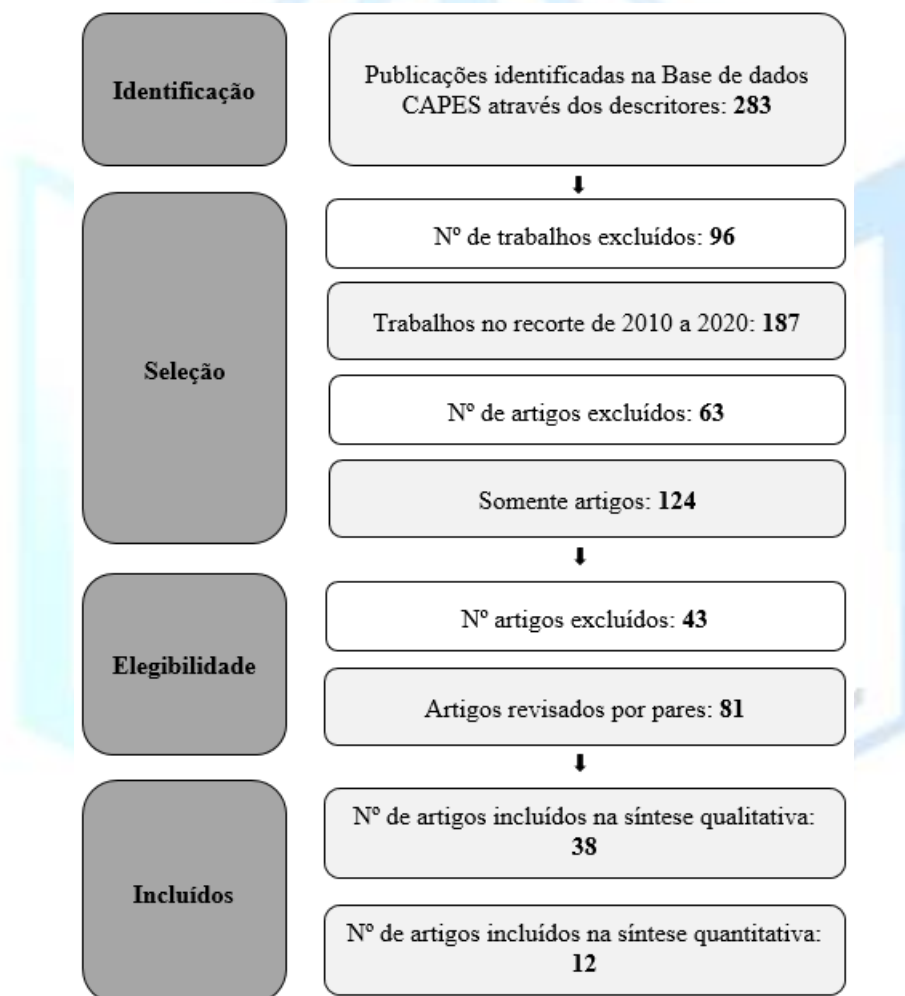 Identificação
Publicações identificadas na Base de dados
CAPES através dos descritores: 283
Seleção
Nº de trabalhos excluídos: 96
Trabalhos no recorte de 2010 a 2020: 187
Nº de artigos excluídos: 63
Somente artigos: 124
Elegibilidade
Nº artigos excluídos: 43
Artigos revisados por pares: 81
Incluídos
Nº de artigos incluídos na síntese qualitativa:
38
Nº de artigos incluídos na síntese quantitativa:
12